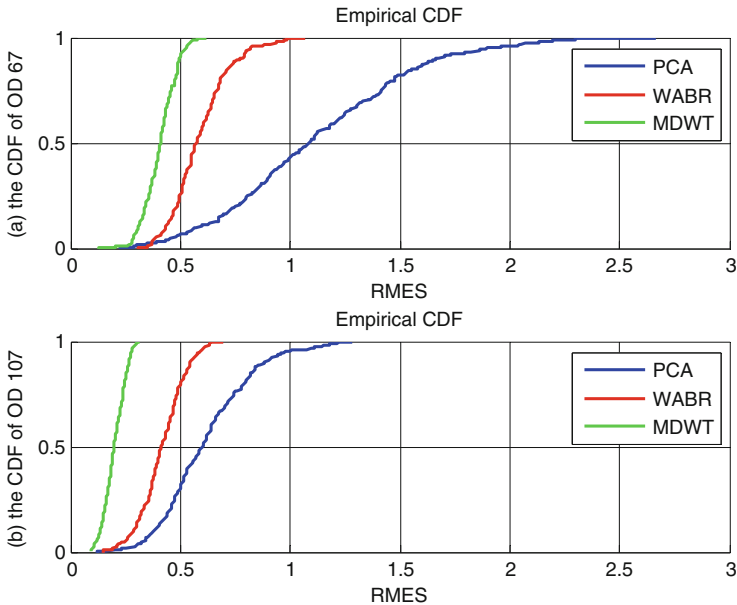 Empirical CDF
(a) the CDF of OD 67
1
0.5
0
PCA
WABR
MDWT
0 0.5 1 1.5 2 2.5 3
RMES
Empirical CDF
(b) the CDF of OD 107
1
0.5
0
PCA
WABR
MDWT
0 0.5 1 1.5 2 2.5 3
RMES